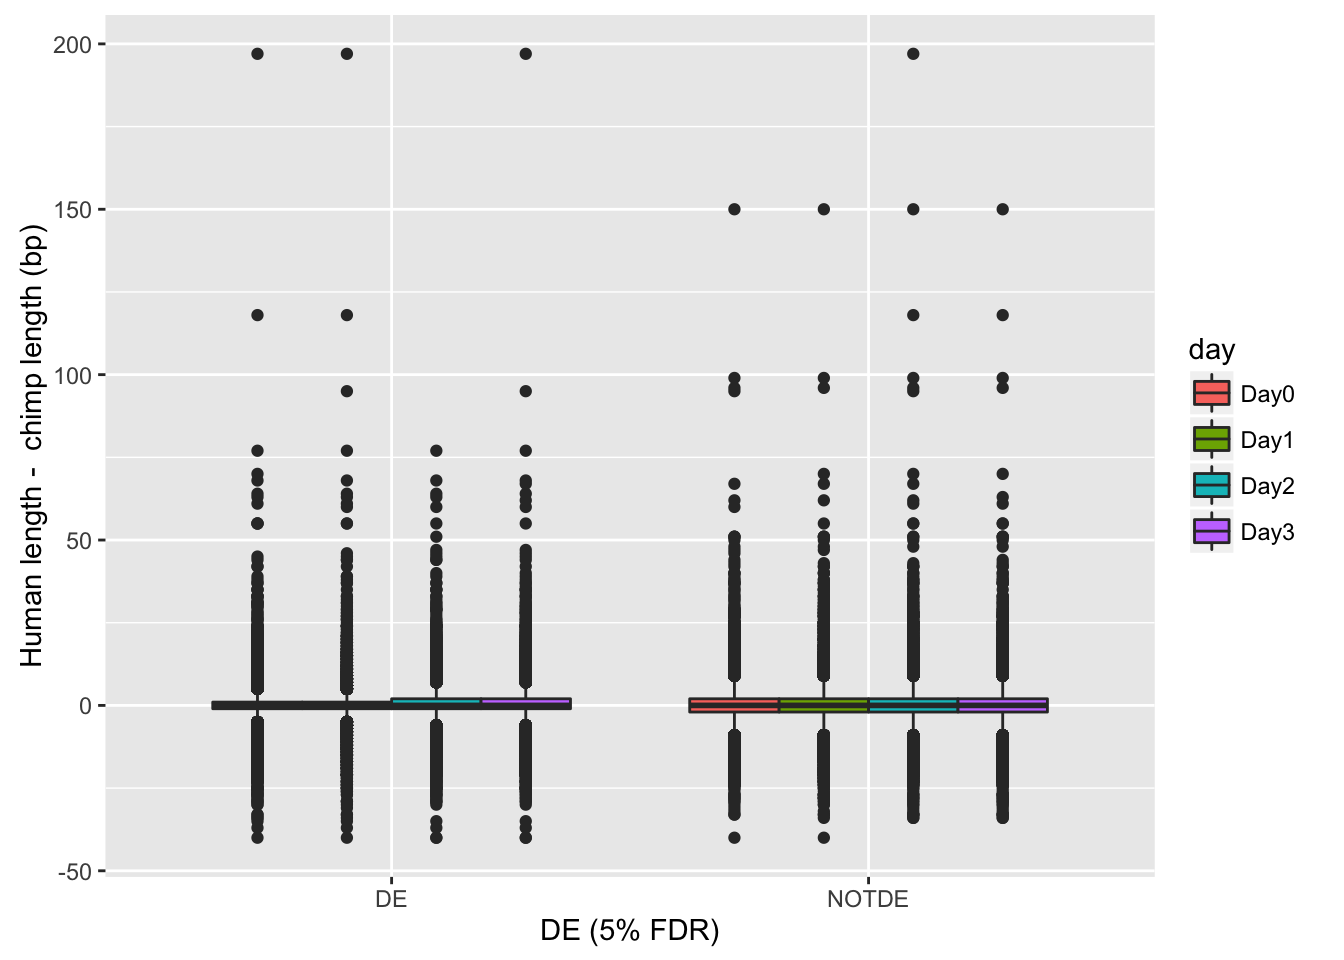 Human length -  chimp length (bp)
200
150
100
50
0
-50
DE
NOTDE
DE (5% FDR)
day
Day0
Day1
Day2
Day3